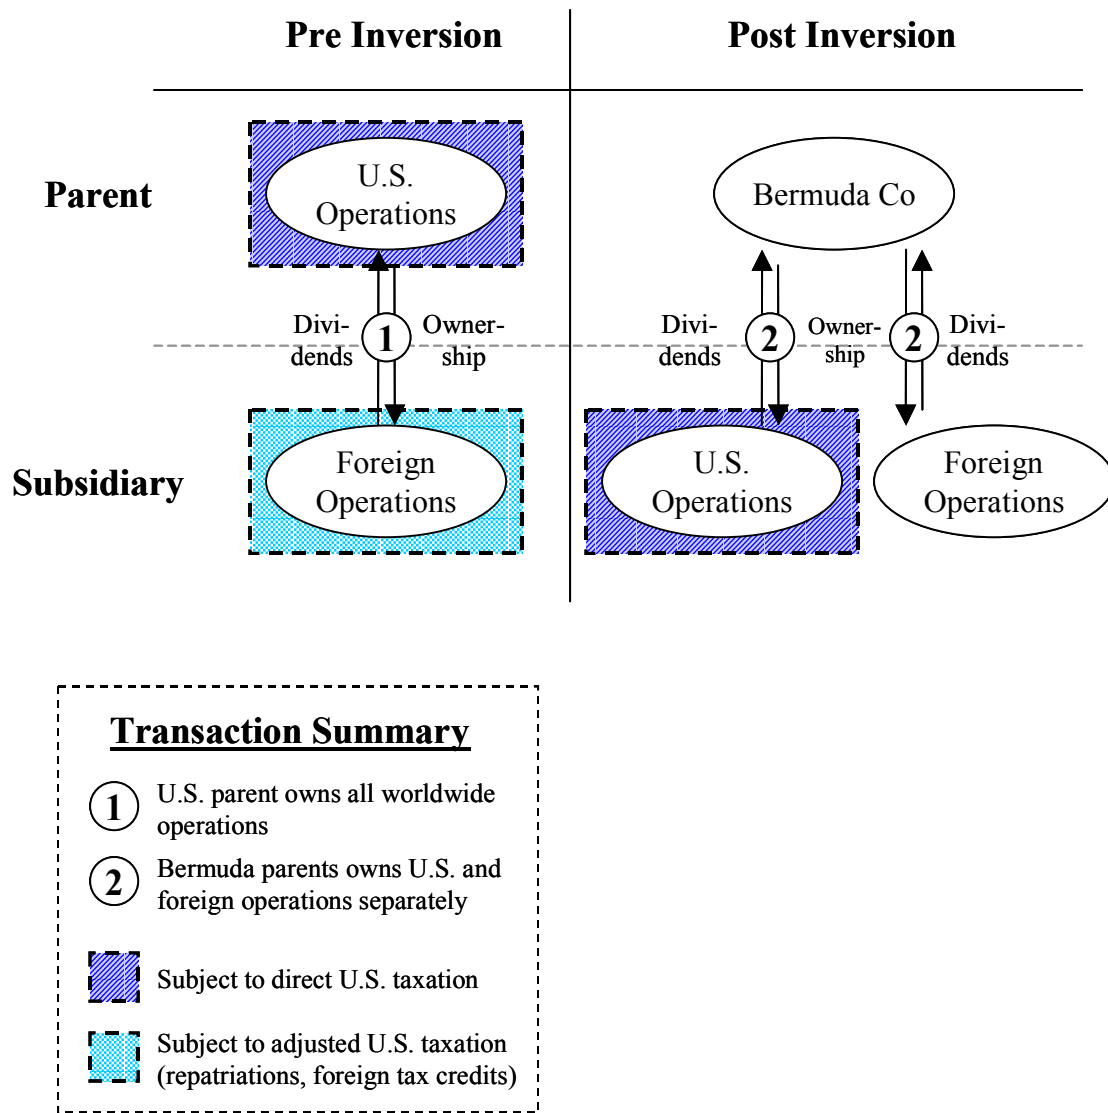 Pre Inversion
Post Inversion
Parent
U.S.
Operations
Bermuda Co
Divi-
dends
1
Owner-
ship
Divi-
dends
2
Owner-
ship
2
Divi-
dends
Subsidiary
Foreign
Operations
U.S.
Operations
Foreign
Operations
Transaction Summary
1
U.S. parent owns all worldwide
operations
2
Bermuda parents owns U.S. and
foreign operations separately
Subject to direct U.S. taxation
Subject to adjusted U.S. taxation
(repatriations, foreign tax credits)